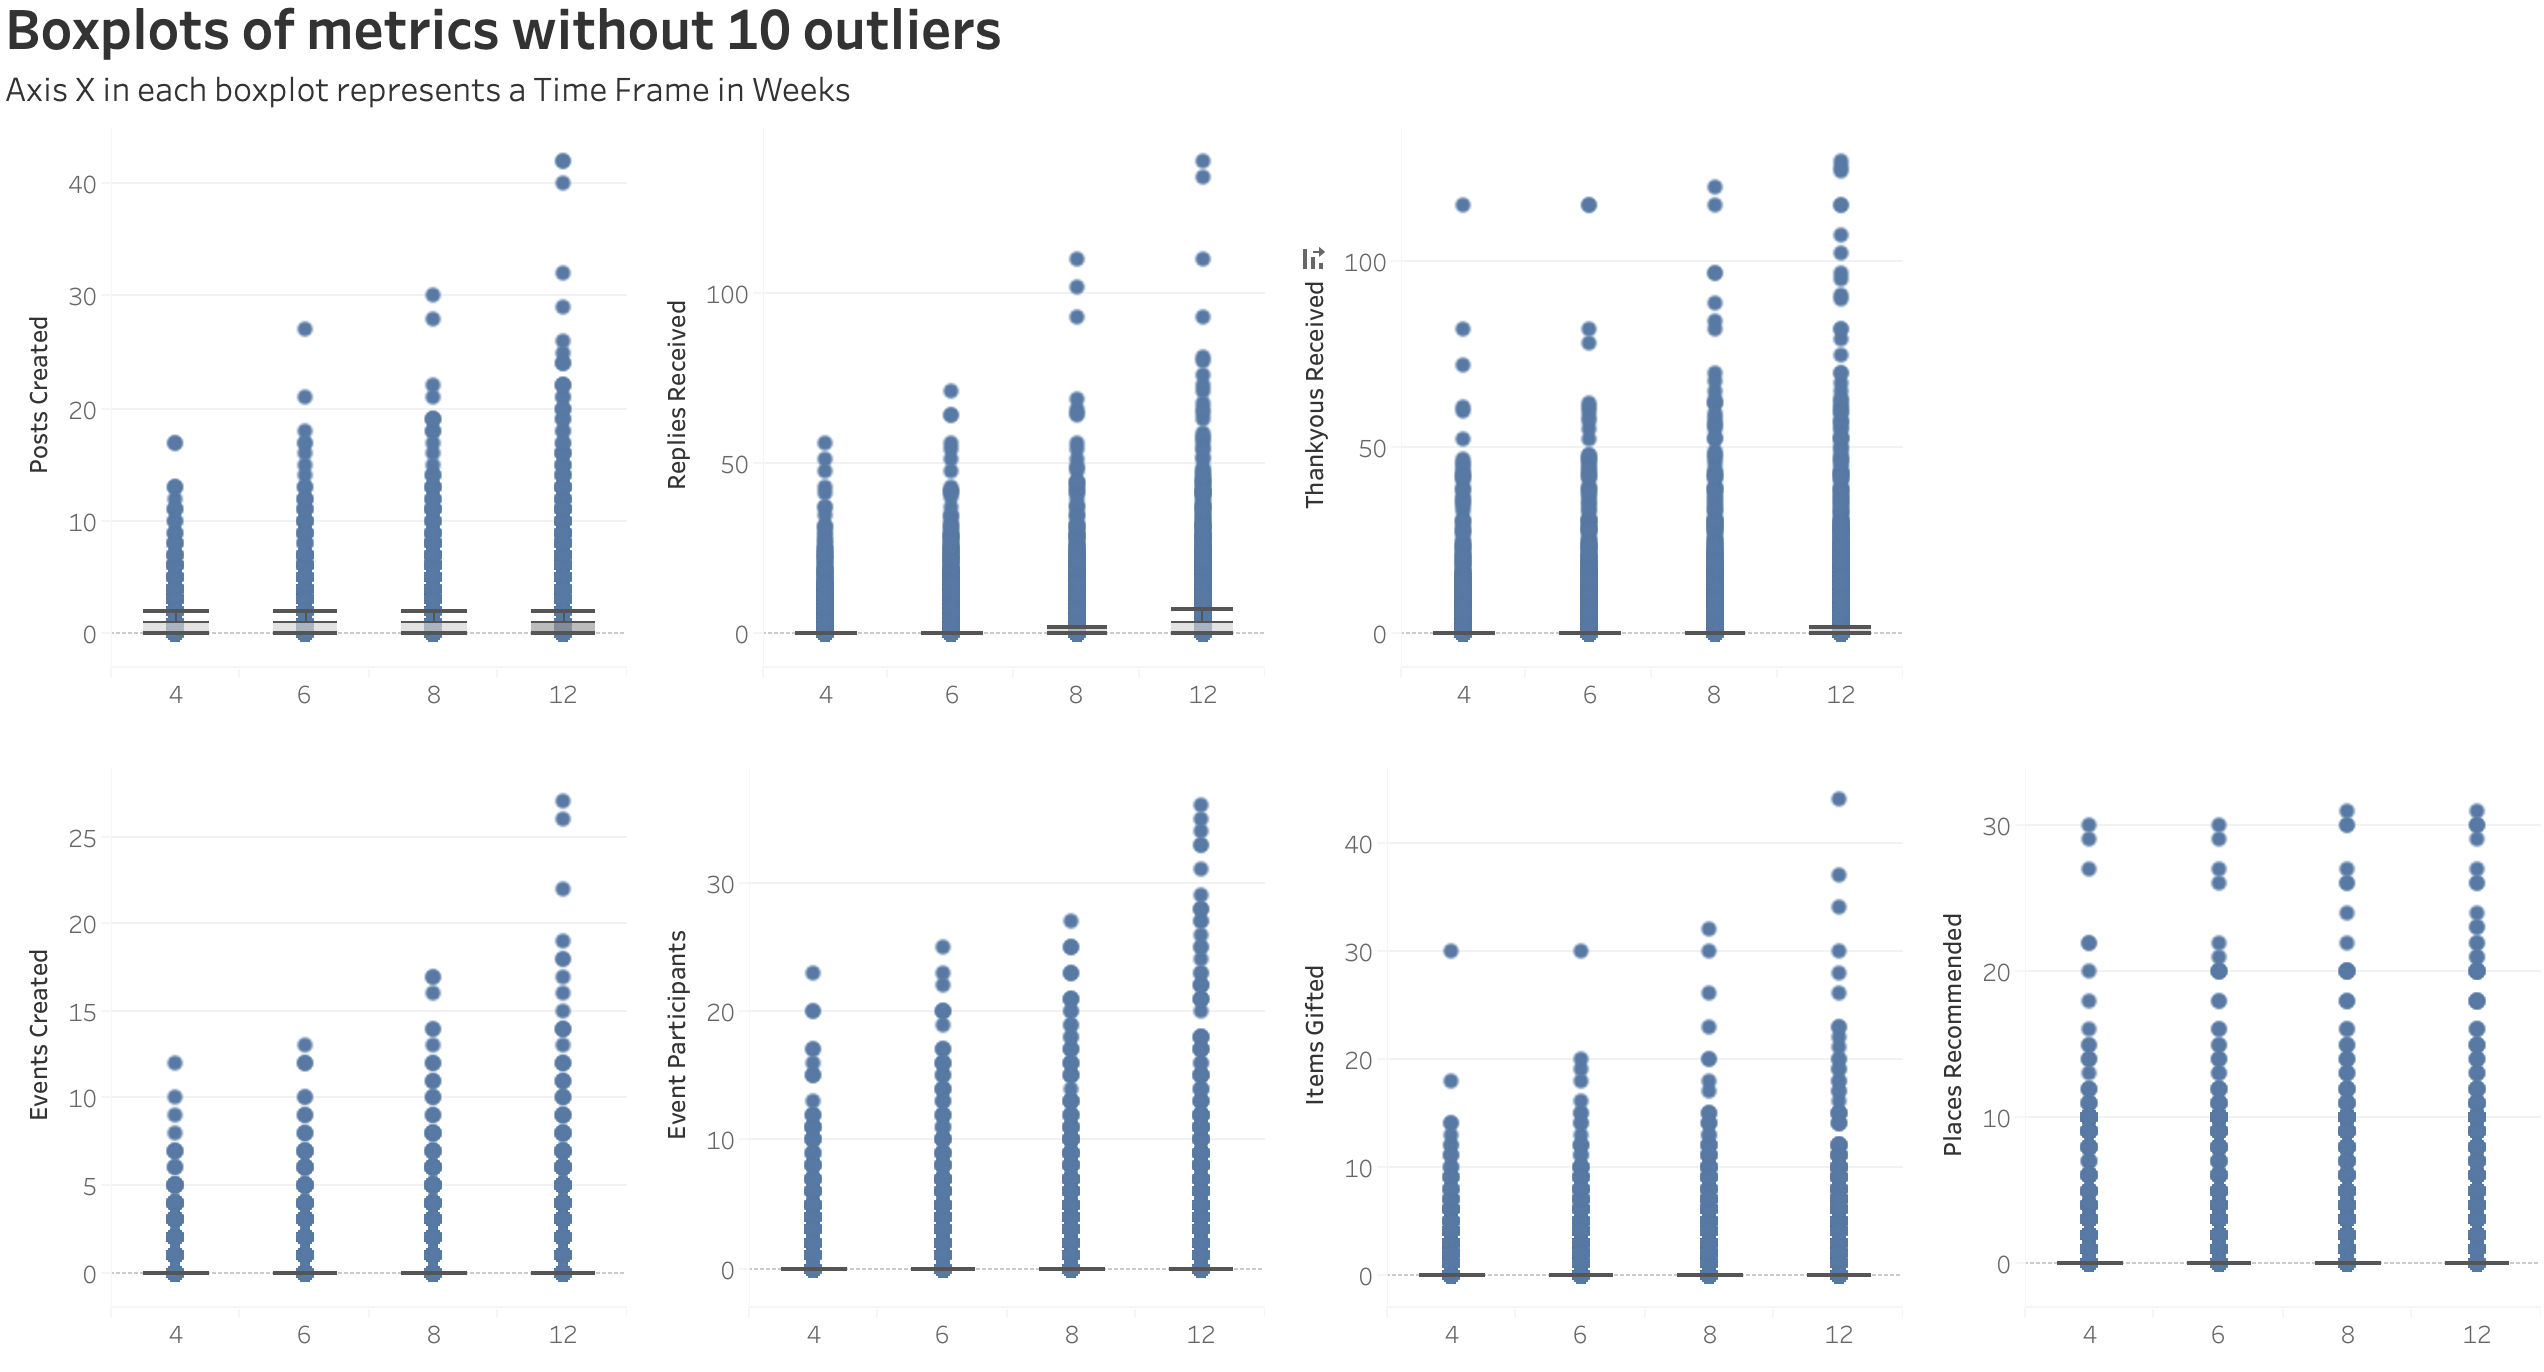 Boxplots of metrics without 10 outliers
Axis X in each boxplot represents a Time Frame in Weeks
Posts Created
40
30
20
10
0
4 6 8 12
Replies Received
100
50
0
4 6 8 12
Thankyous Received
100
50
0
4 6 8 12
Events Created
25
20
15
10
5
0
4 6 8 12
Event Participants
30
20
10
0
4 6 8 12
Items Gifted
40
30
20
10
0
4 6 8 12
Places Recommended
30
20
10
0
4 6 8 12